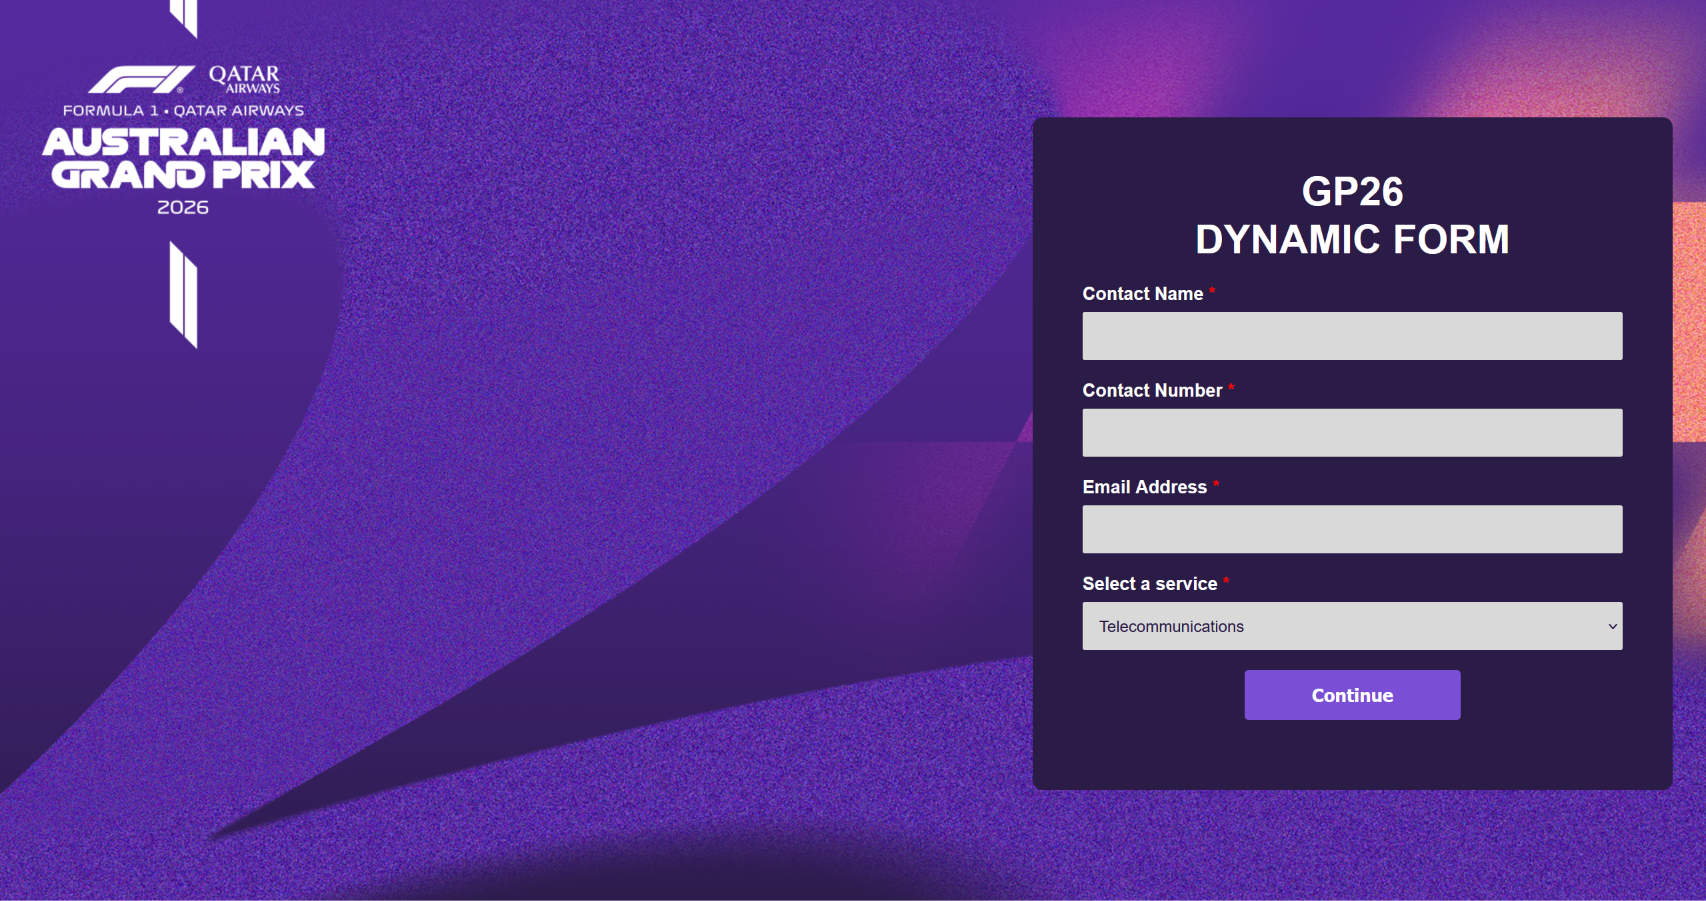 QATAR
AIRWAYS
FORMULA 1 • QATAR AIRWAYS
AUSTRALIAN
GRAND PRIX
2026
GP26
DYNAMIC FORM
Contact Name *
Contact Number *
Email Address *
Select a service *
Telecommunications
Continue